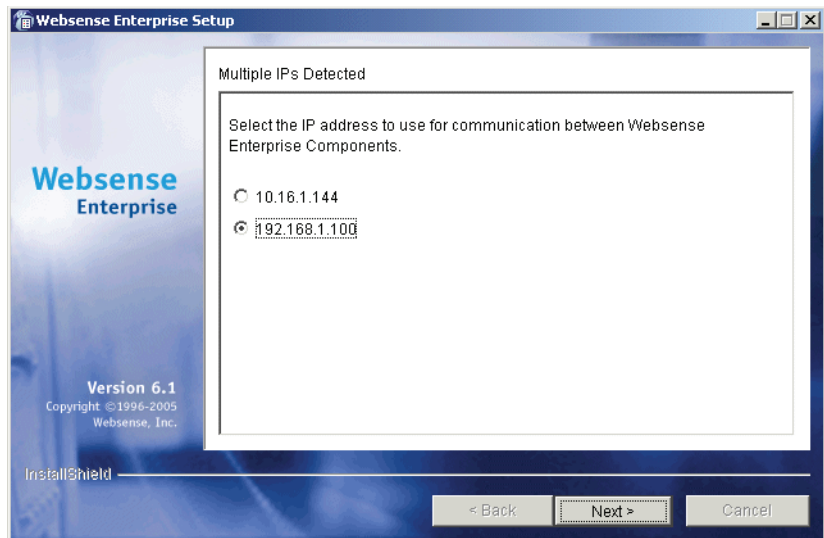 Websense Enterprise Setup
Multiple IPs Detected
Select the IP address to use for communication between Websense
Enterprise Components.
10.16.1.144
192.168.1.100
Websense
Enterprise
Version 6.1
Copyright ©1996-2005
Websense, Inc.
InstallShield
< Back
Next >
Cancel